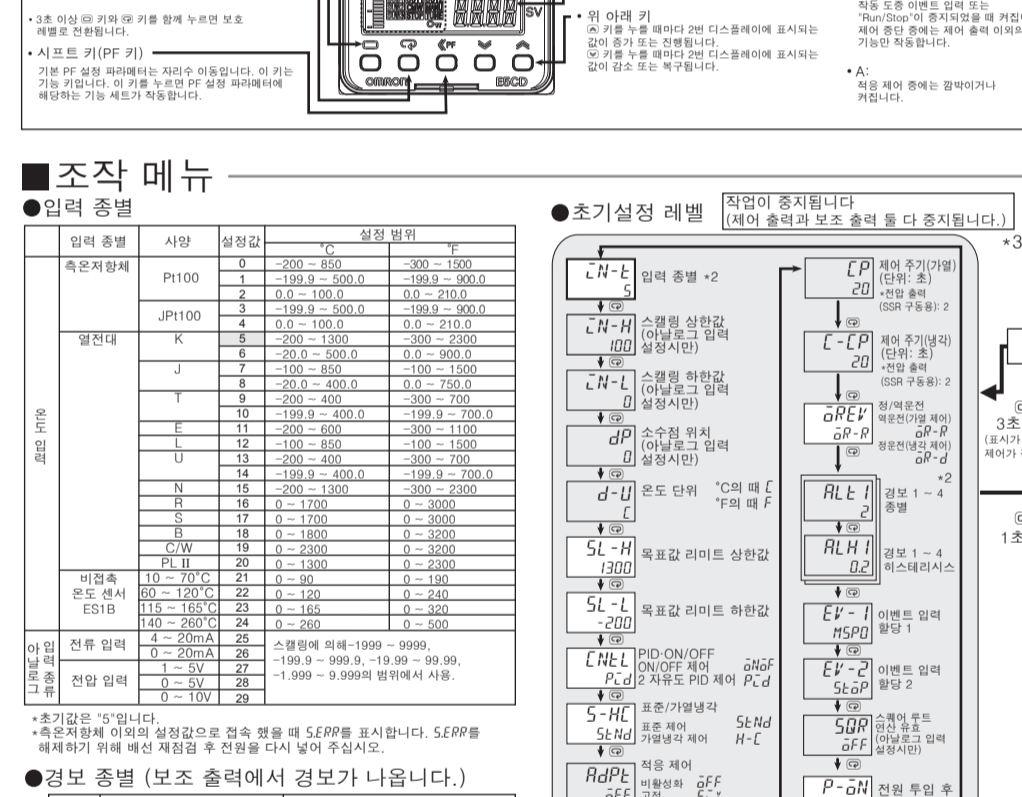 • 3초 이상 키와 키를 함께 누르면 보호
레벨로 전환됩니다.
• 시프트 키(PF 키)
기본 PF 설정 파라메터는 자리수 이동입니다. 이 키는
기능 키입니다. 이 키를 누르면 PF 설정 파라메터에
해당하는 기능 세트가 작동합니다.
SV
PF
OMRON
E5CD
• 위 아래 키
키를 누를 때마다 2번 디스플레이에 표시되는
값이 증가 또는 진행됩니다.
키를 누를 때마다 2번 디스플레이에 표시되는
값이 감소 또는 복구됩니다.
작동 도중 이벤트 입력 또는
"Run/Stop"이 중지되었을 때 켜집니
제어 중단 중에는 제어 출력 이외의
기능만 작동합니다.
• A:
적응 제어 중에는 깜박이거나
켜집니다.
■조작 메뉴
●입력 종별
입력 종별 사양 설정값 설정 범위
°C °F
온도 입력
측온저항체 Pt100 0 -200 ~ 850 -300 ~ 1500
1 -199.9 ~ 500.0 -199.9 ~ 900.0
2 0.0 ~ 100.0 0.0 ~ 210.0
JPt100 3 -199.9 ~ 500.0 -199.9 ~ 900.0
4 0.0 ~ 100.0 0.0 ~ 210.0
열전대 K 5 -200 ~ 1300 -300 ~ 2300
6 -20.0 ~ 500.0 0.0 ~ 900.0
J 7 -100 ~ 850 -100 ~ 1500
8 -20.0 ~ 400.0 0.0 ~ 750.0
T 9 -200 ~ 400 -300 ~ 700
10 -199.9 ~ 400.0 -199.9 ~ 700.0
E 11 -200 ~ 600 -300 ~ 1100
L 12 -100 ~ 850 -100 ~ 1500
U 13 -200 ~ 400 -300 ~ 700
14 -199.9 ~ 400.0 -199.9 ~ 700.0
N 15 -200 ~ 1300 -300 ~ 2300
R 16 0 ~ 1700 0 ~ 3000
S 17 0 ~ 1700 0 ~ 3000
B 18 0 ~ 1800 0 ~ 3200
C/W 19 0 ~ 2300 0 ~ 3200
PL II 20 0 ~ 1300 0 ~ 2300
비접촉 온도 센서 ES1B 10 ~ 70°C 21 0 ~ 90 0 ~ 190
60 ~ 120°C 22 0 ~ 120 0 ~ 240
115 ~ 165°C 23 0 ~ 165 0 ~ 320
140 ~ 260°C 24 0 ~ 260 0 ~ 500
아날로그 입력종류
전류 입력 4 ~ 20mA 25 스캘링에 의해-1999 ~ 9999,
0 ~ 20mA 26 -199.9 ~ 999.9, -19.99 ~ 99.99,
전압 입력 1 ~ 5V 27 -1.999 ~ 9.999의 범위에서 사용.
0 ~ 5V 28
0 ~ 10V 29
*초기값은 "5"입니다.
*측온저항체 이외의 설정값으로 접속 했을 때 S.ERR를 표시합니다. S.ERR를
해제하기 위해 배선 재점검 후 전원을 다시 넣어 주십시오.
●경보 종별 (보조 출력에서 경보가 나옵니다.)
●초기설정 레벨
작업이 중지됩니다
(제어 출력과 보조 출력 둘 다 중지됩니다.)
IN-t
5
입력 종별 *2
IN-H
100
스캘링 상한값
(아날로그 입력
설정시만)
IN-L
0
스캘링 하한값
(아날로그 입력
설정시만)
dP
0
소수점 위치
(아날로그 입력
설정시만)
d-U
C
온도 단위
°C의 때 C
°F의 때 F
SL-H
1300
목표값 리미트 상한값
SL-L
-200
목표값 리미트 하한값
CNtL
PId
PID·ON/OFF
ON/OFF 제어 oNoF
2 자유도 PID 제어 PId
S-HC
StNd
표준/가열냉각
표준 제어 StNd
가열냉각 제어 H-C
AdPt
oFF
적응 제어
비활성화 oFF
고정
CP
20
제어 주기(가열)
(단위: 초)
*전압 출력
(SSR 구동용): 2
C-CP
20
제어 주기(냉각)
(단위: 초)
*전압 출력
(SSR 구동용): 2
oREV
oR-R
정/역운전
역운전(가열 제어)
oR-R
정운전(냉각 제어)
oR-d
*2
ALt1
2
경보 1 ~ 4
종별
ALH1
0.2
경보 1 ~ 4
히스테리시스
EV-1
MSPO
이벤트 입력
할당 1
EV-2
StoP
이벤트 입력
할당 2
SQR
oFF
스퀘어 루트
연산 유효
(아날로그 입력
설정시만)
P-oN
전원 투입 후
*3
3초
(표시가
제어가
1초